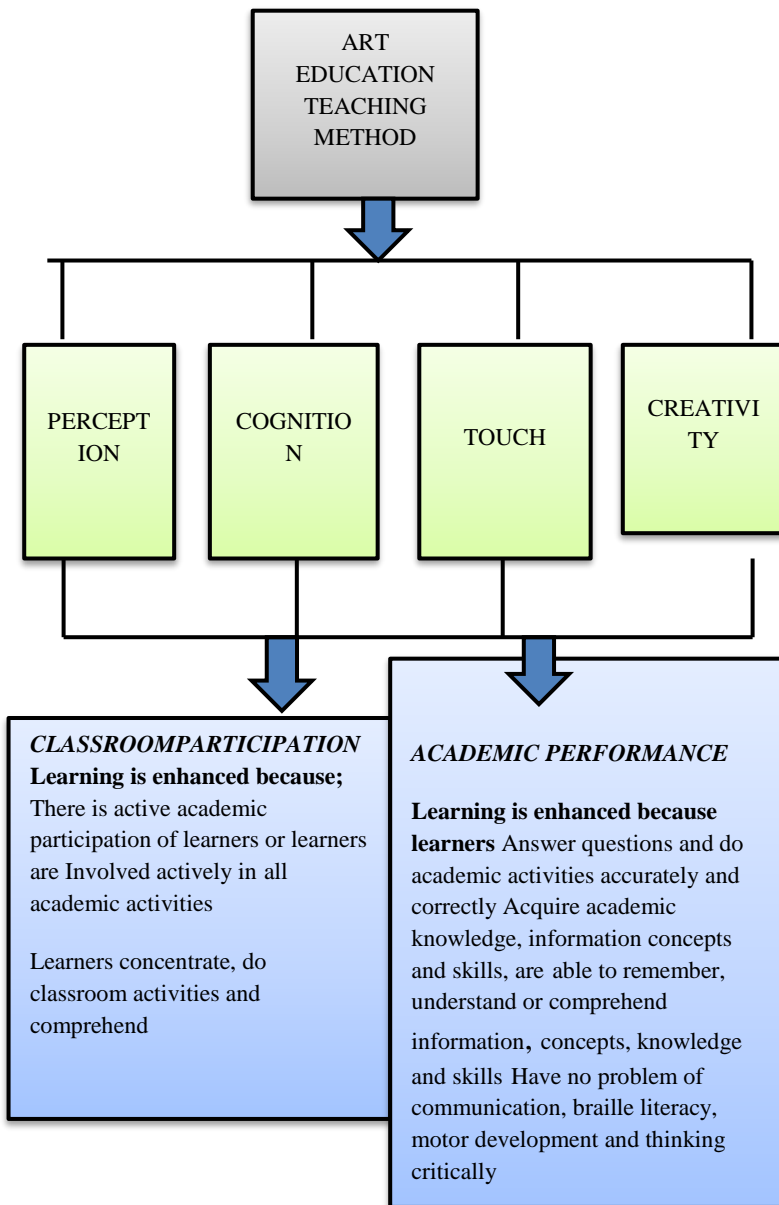 ART
EDUCATION
TEACHING
METHOD
PERCEPT
ION
COGNITIO
N
TOUCH
CREATIVI
TY
CLASSROOMPARTICIPATION
Learning is enhanced because;
There is active academic
participation of learners or learners
are Involved actively in all
academic activities
Learners concentrate, do
classroom activities and
comprehend
ACADEMIC PERFORMANCE
Learning is enhanced because
learners Answer questions and do
academic activities accurately and
correctly Acquire academic
knowledge, information concepts
and skills, are able to remember,
understand or comprehend
information, concepts, knowledge
and skills Have no problem of
communication, braille literacy,
motor development and thinking
critically